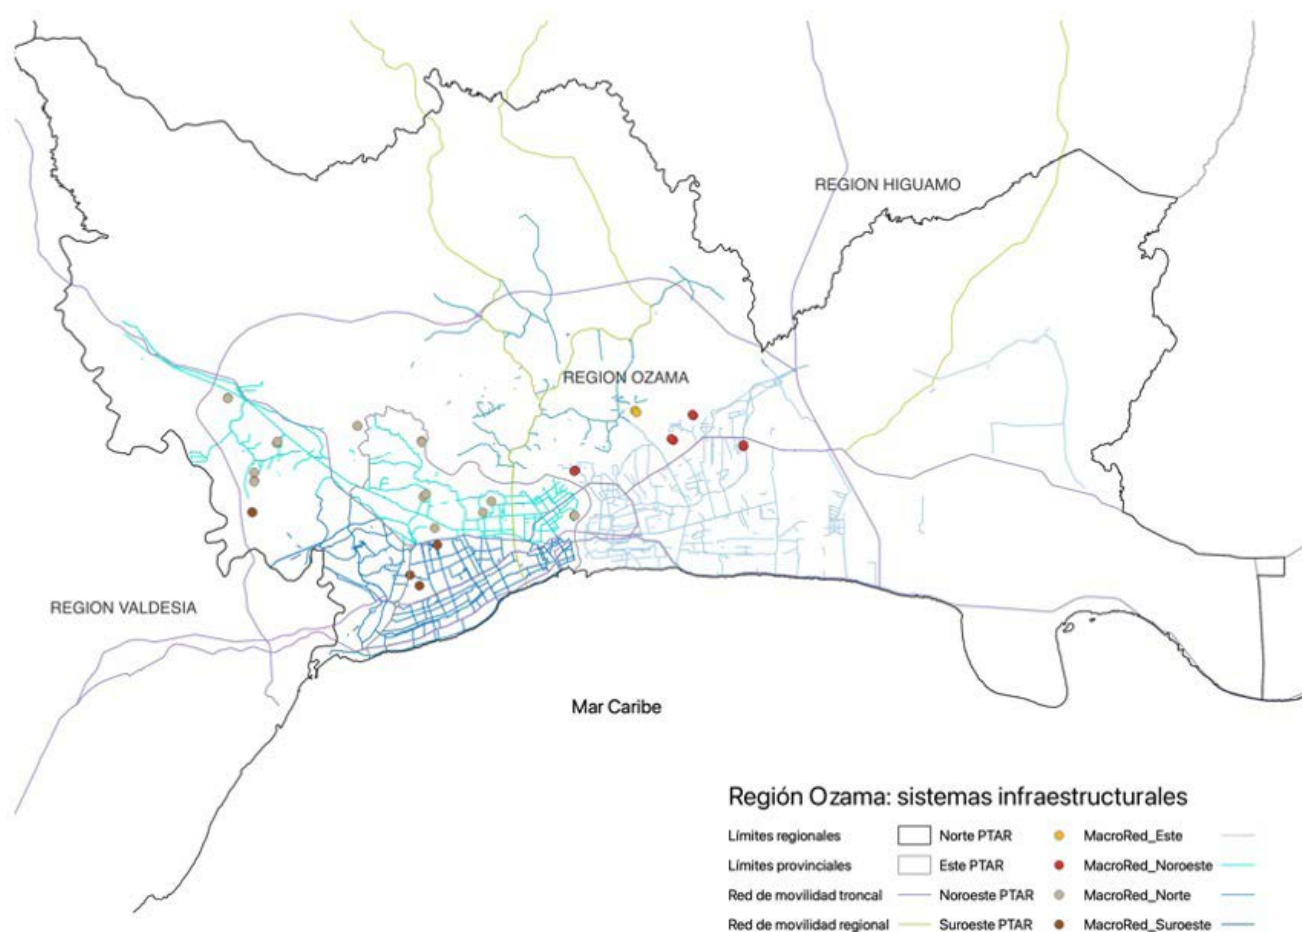 REGION HIGUAMO
REGION OZAMA
REGION VALDESIA
Mar Caribe
Región Ozama: sistemas infraestructurales
Límites regionales Norte PTAR MacroRed_Este
Límites provinciales Este PTAR MacroRed_Noroeste
Red de movilidad troncal Noroeste PTAR MacroRed_Norte
Red de movilidad regional Suroeste PTAR MacroRed_Suroeste